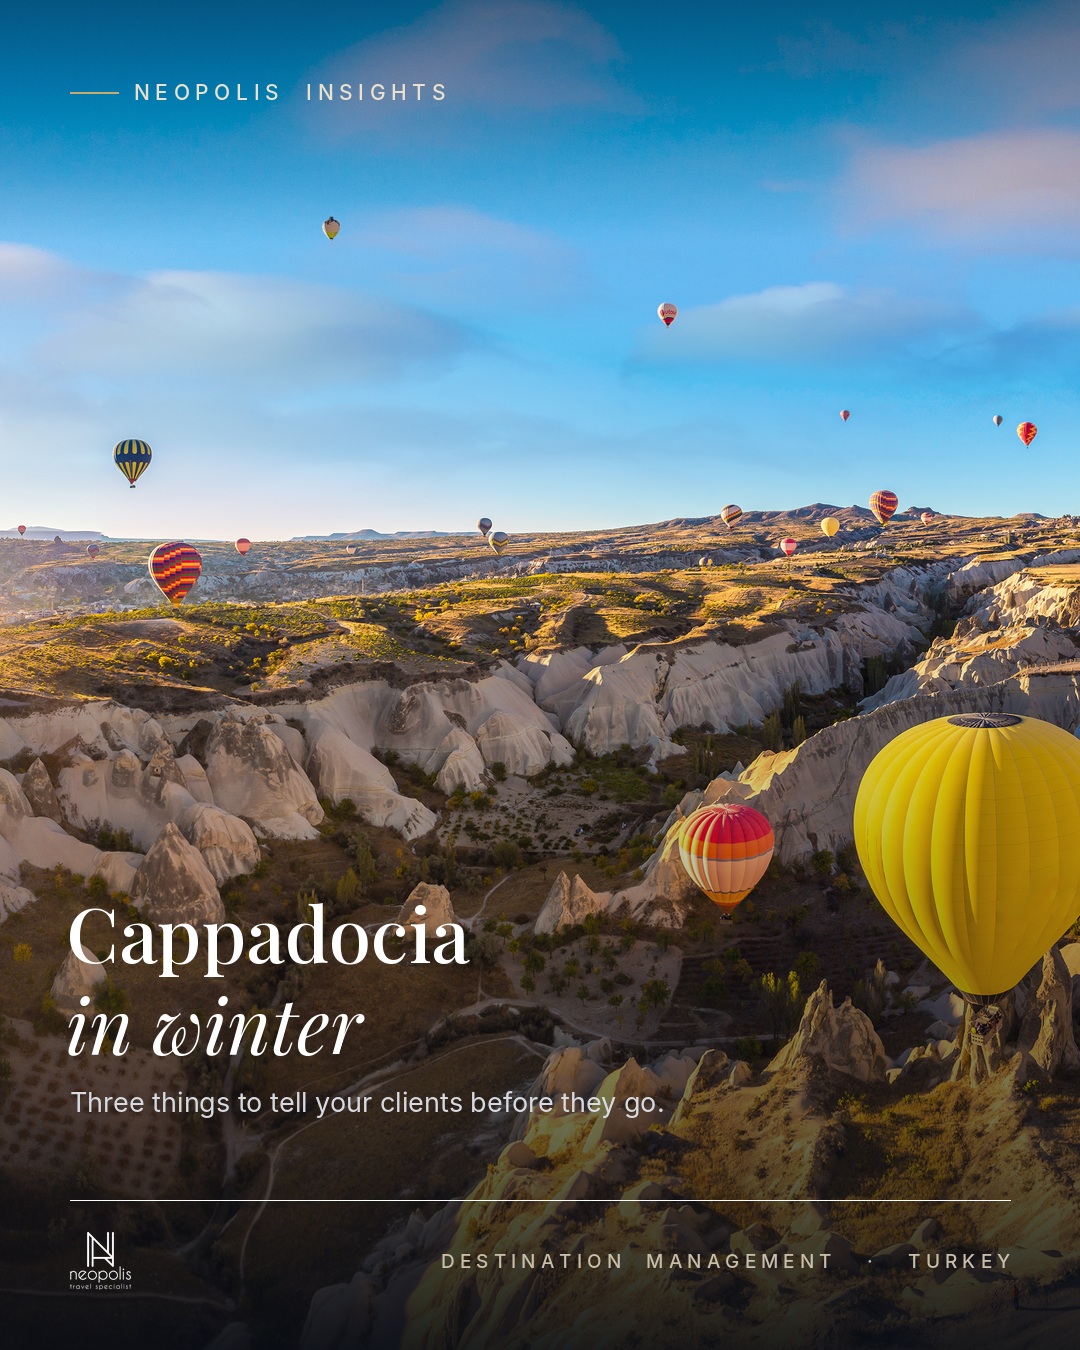 NEOPOLIS INSIGHTS
Cappadocia
in winter
Three things to tell your clients before they go.
neopolis
travel specialist
DESTINATION MANAGEMENT · TURKEY